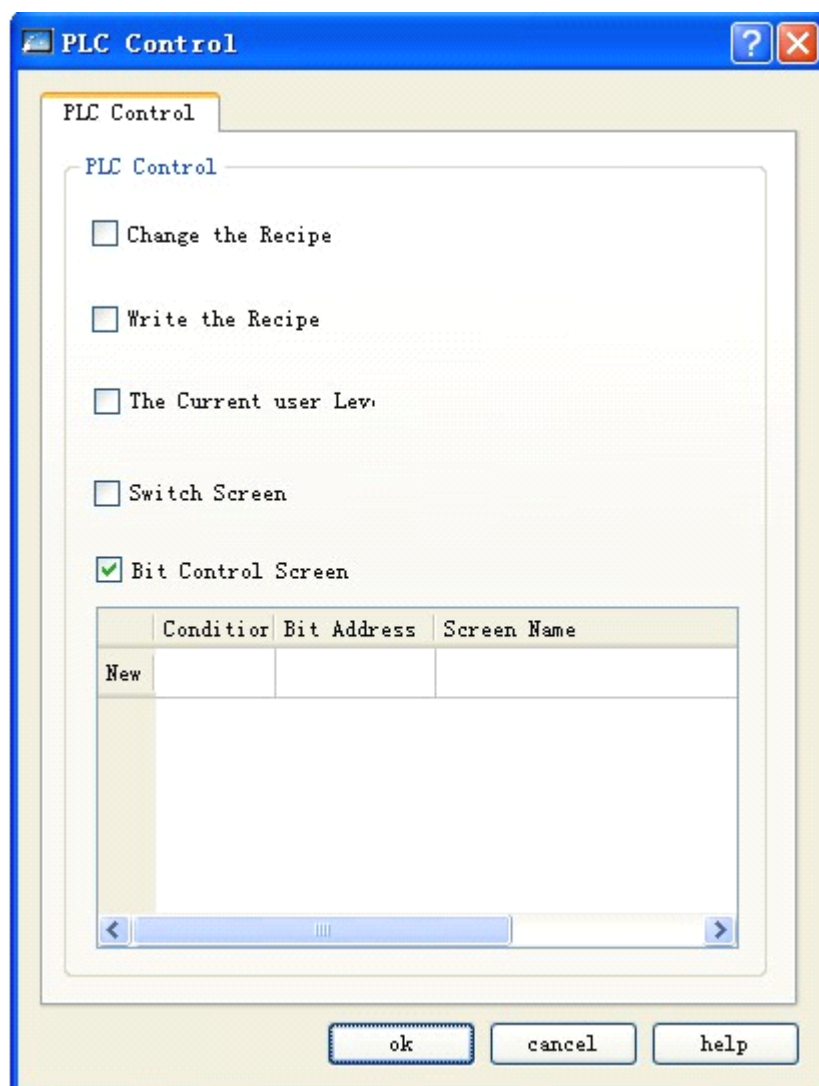 PLC Control
PLC Control
PLC Control
Change the Recipe
Write the Recipe
The Current user Lev
Switch Screen
Bit Control Screen
Condition Bit Address Screen Name
New
ok cancel help